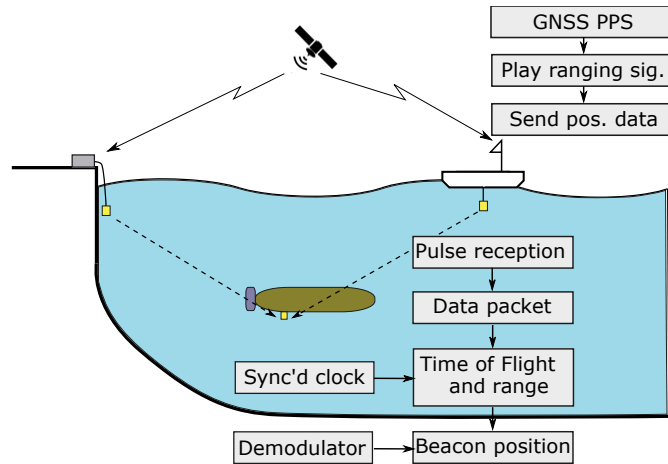 GNSS PPS
Play ranging sig.
Send pos. data
Pulse reception
Data packet
Sync'd clock
Time of Flight
and range
Demodulator
Beacon position